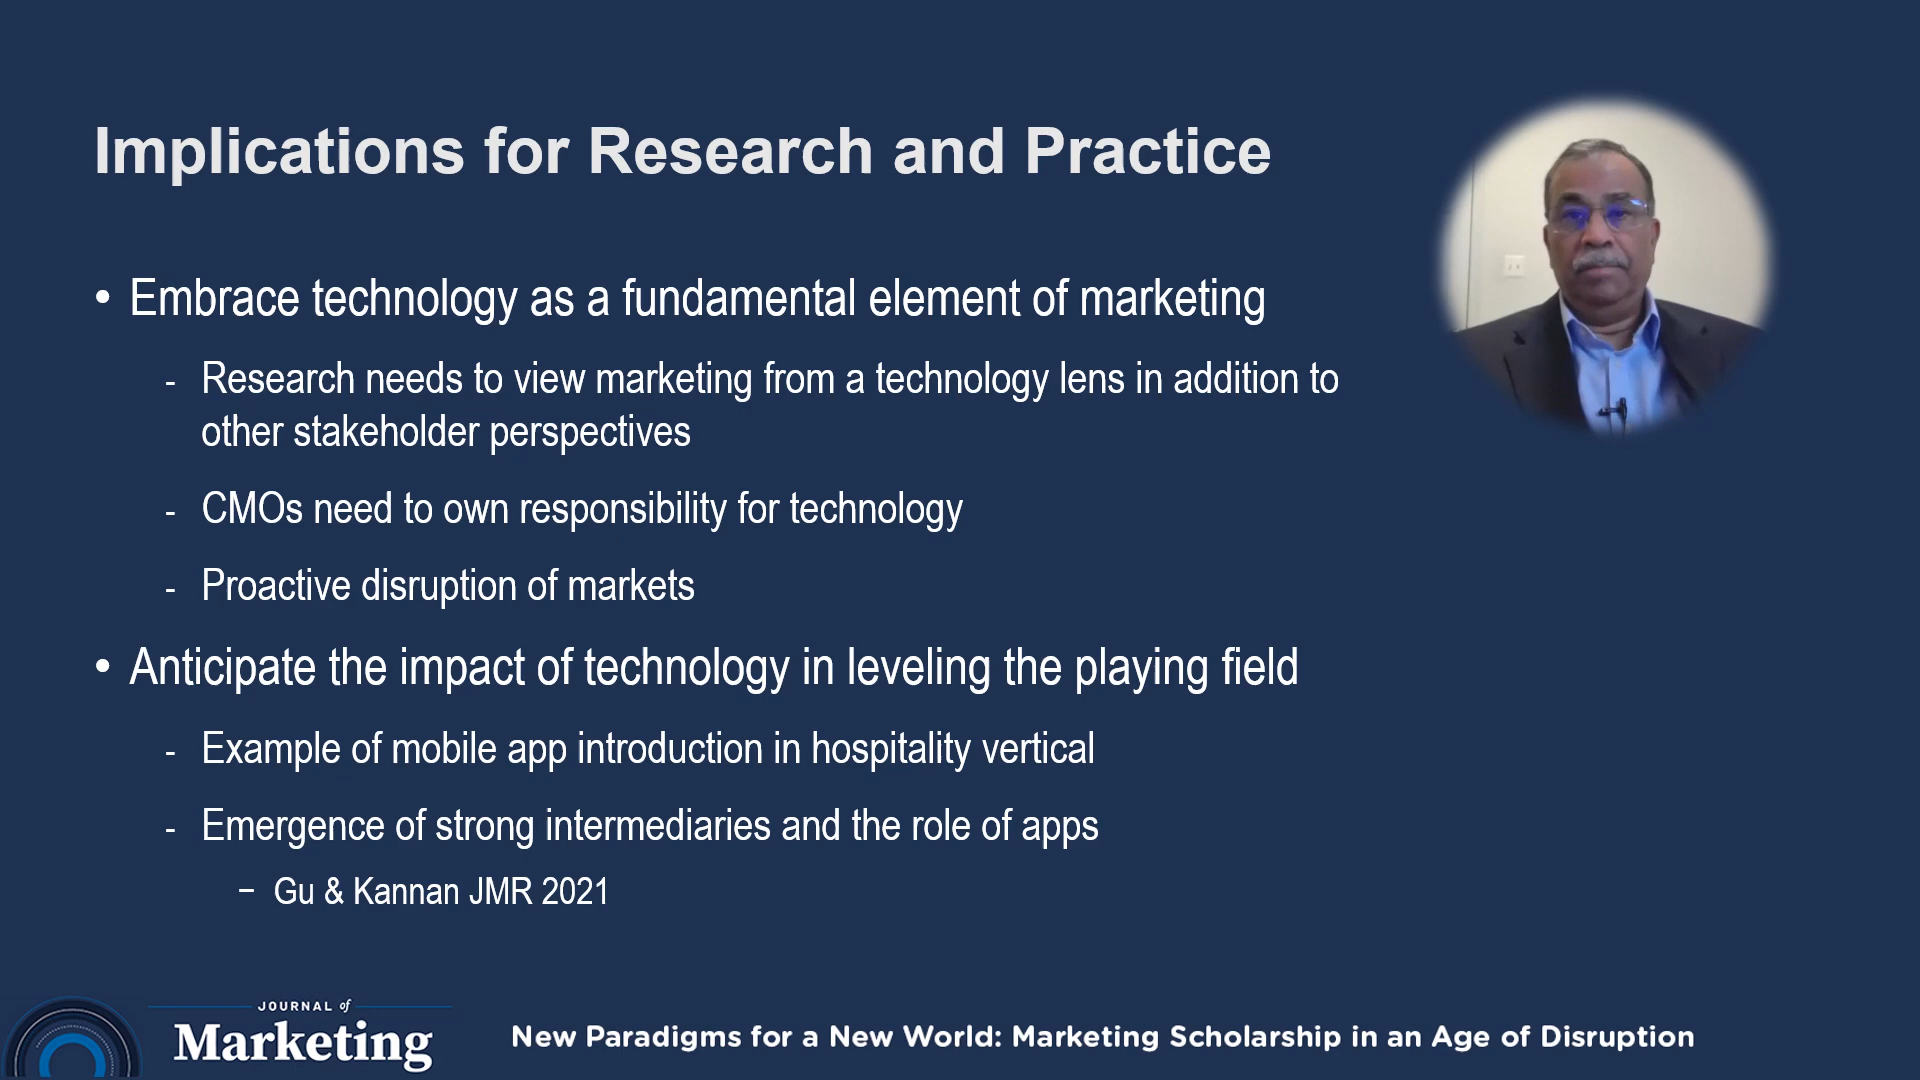 Implications for Research and Practice
• Embrace technology as a fundamental element of marketing
- Research needs to view marketing from a technology lens in addition to
other stakeholder perspectives
- CMOs need to own responsibility for technology
- Proactive disruption of markets
• Anticipate the impact of technology in leveling the playing field
- Example of mobile app introduction in hospitality vertical
- Emergence of strong intermediaries and the role of apps
− Gu & Kannan JMR 2021
JOURNAL of
Marketing
New Paradigms for a New World: Marketing Scholarship in an Age of Disruption